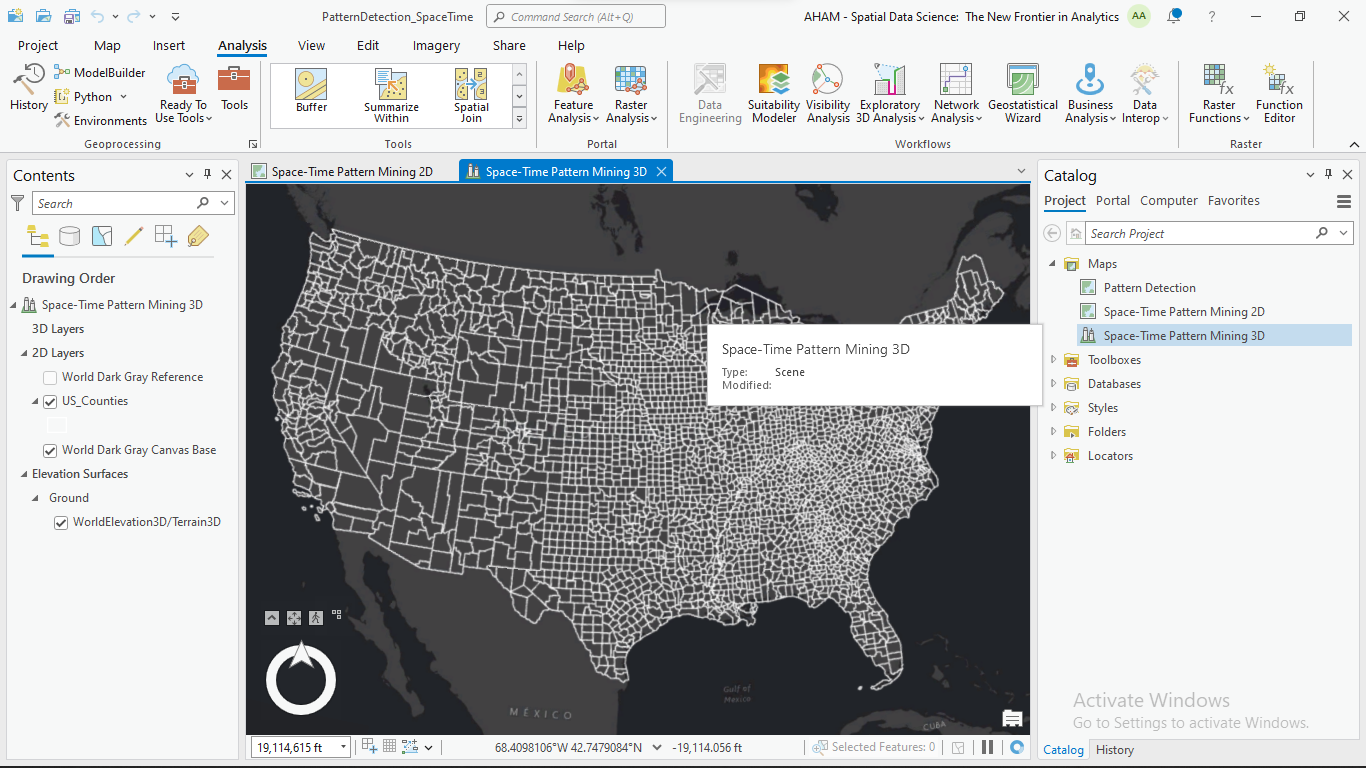 PatternDetection_SpaceTime
Command Search (Alt+Q)
AHAM - Spatial Data Science: The New Frontier in Analytics
AA
?
Project Map Insert Analysis View Edit Imagery Share Help
History
ModelBuilder
Python
Environments
Ready To Use Tools
Tools
Geoprocessing
Buffer
Summarize Within
Spatial Join
Tools
Feature Analysis
Raster Analysis
Portal
Data Engineering
Suitability Modeler
Visibility Analysis
Exploratory 3D Analysis
Network Analysis
Geostatistical Wizard
Business Analysis
Data Interop
Workflows
Raster Functions
Function Editor
Raster
Contents
Search
Drawing Order
Space-Time Pattern Mining 3D
3D Layers
2D Layers
World Dark Gray Reference
US_Counties
World Dark Gray Canvas Base
Elevation Surfaces
Ground
WorldElevation3D/Terrain3D
Space-Time Pattern Mining 2D
Space-Time Pattern Mining 3D
Space-Time Pattern Mining 3D
Type: Scene
Modified:
Gulf of
Mexico
MÉXICO
CUBA
19,114,615 ft
68.4098106°W 42.7479084°N
-19,114.056 ft
Selected Features: 0
Catalog
Project Portal Computer Favorites
Search Project
Maps
Pattern Detection
Space-Time Pattern Mining 2D
Space-Time Pattern Mining 3D
Toolboxes
Databases
Styles
Folders
Locators
Activate Windows
Go to Settings to activate Windows.
Catalog History